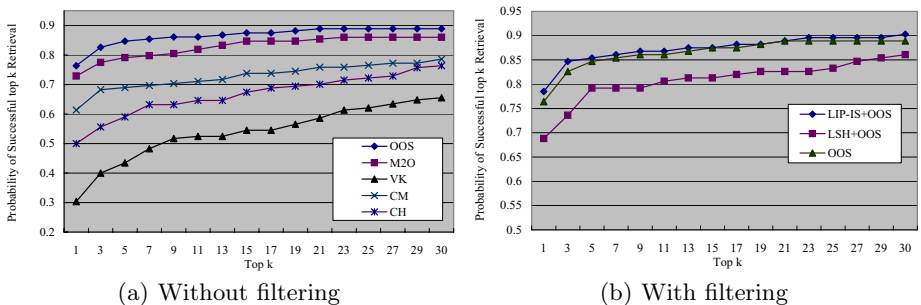 Probability of Successful top k Retrieval
0.9
0.8
0.7
0.6
0.5
0.4
0.3
0.2
OOS
M2O
VK
CM
CH
1 3 5 7 9 11 13 15 17 19 21 23 25 27 29 30
Top k
(a) Without filtering
Probability of Successful top k Retrieval
0.95
0.9
0.85
0.8
0.75
0.7
0.65
0.6
0.55
0.5
LIP-IS+OOS
LSH+OOS
OOS
1 3 5 7 9 11 13 15 17 19 21 23 25 27 30
Top k
(b) With filtering